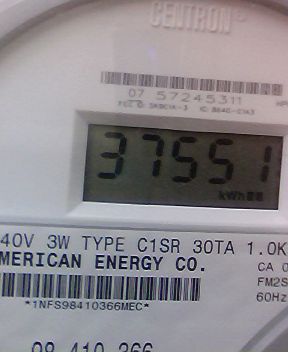 CENTRON®
07 57245311
37551
kWh
40V 3W TYPE C1SR 30TA 1.0K
MERICAN ENERGY CO.
CA 0
FM2S
60Hz
*1NFS98410366MEC*
98 410 366